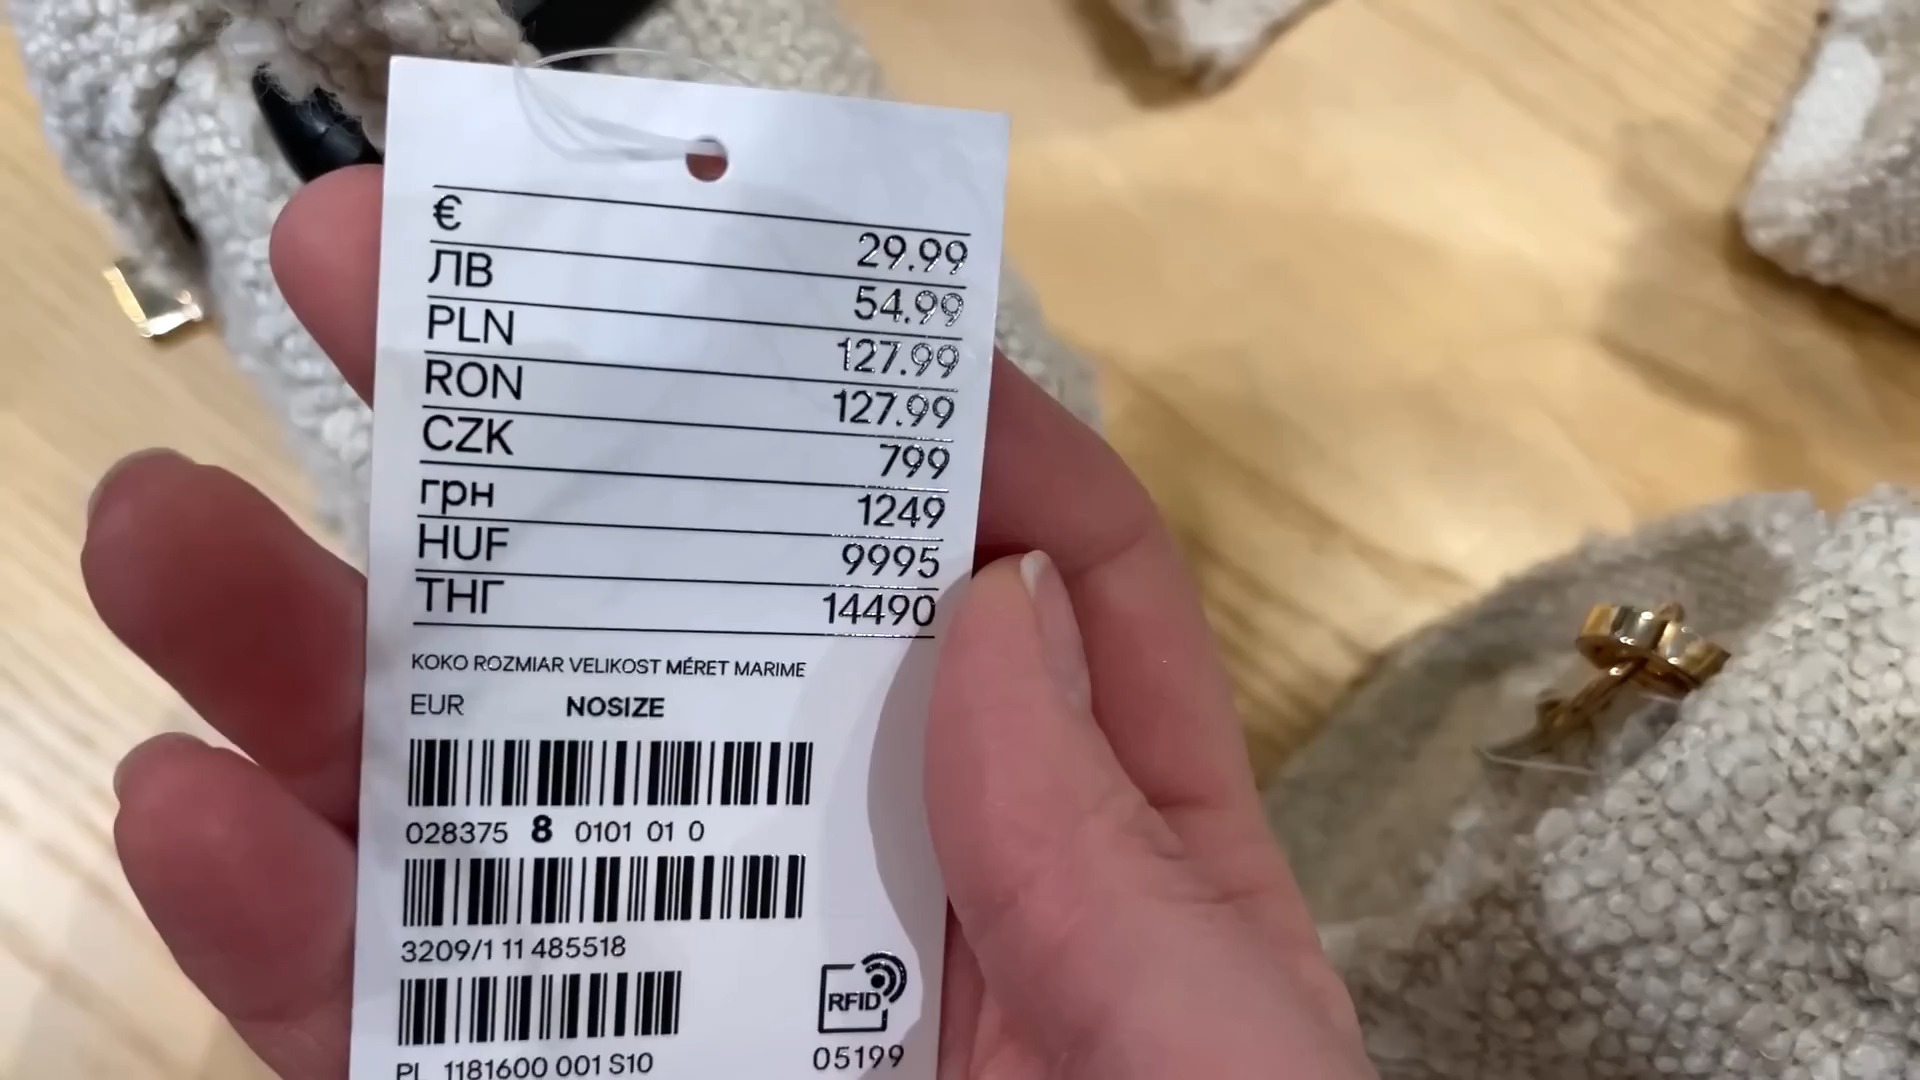 € 29.99
ЛВ 54.99
PLN 127.99
RON 127.99
CZK 799
грн 1249
HUF 9995
ТНГ 14490
KOKO ROZMIAR VELIKOST MÉRET MARIME
EUR NOSIZE
028375 8 0101 01 0
3209/1 11 485518
RFID
PL 1181600 001 S10
05199